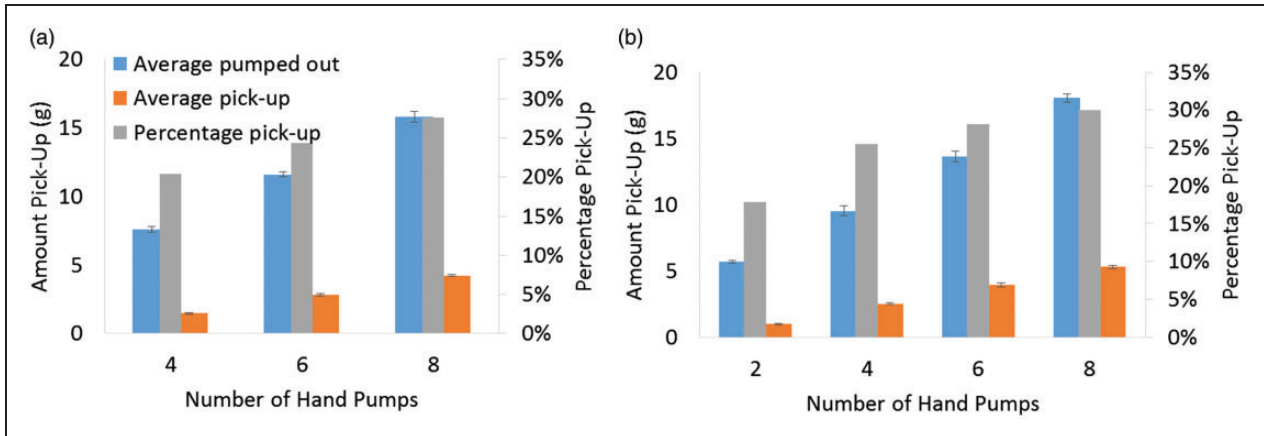 (a)
20
15
10
5
0
Amount Pick-Up (g)
Average pumped out
Average pick-up
Percentage pick-up
35%
30%
25%
20%
15%
10%
5%
0%
Percentage Pick-Up
4 6 8
Number of Hand Pumps
(b)
20
15
10
5
0
Amount Pick-Up (g)
35%
30%
25%
20%
15%
10%
5%
0%
Percentage Pick-Up
2 4 6 8
Number of Hand Pumps